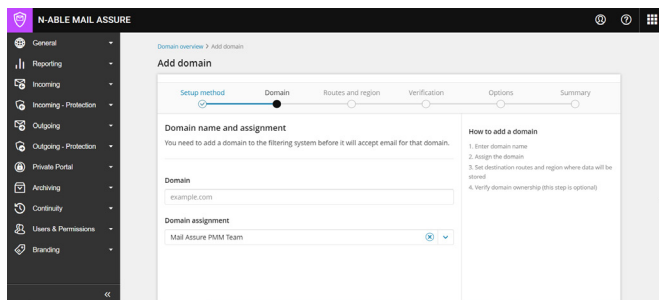 N-ABLE MAIL ASSURE
General
Reporting
Incoming
Incoming - Protection
Outgoing
Outgoing - Protection
Private Portal
Archiving
Continuity
Users & Permissions
Branding
Domain overview > Add domain
Add domain
Setup method Domain Routes and region Verification Options Summary
Domain name and assignment
You need to add a domain to the filtering system before it will accept email for that domain.
Domain
example.com
Domain assignment
Mail Assure PMM Team
How to add a domain
1. Enter domain name
2. Assign the domain
3. Set destination routes and region where data will be
stored
4. Verify domain ownership (this step is optional)